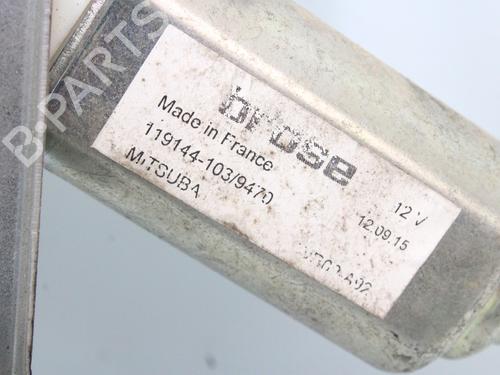 B-PARTS
brose
Made in France
119144-103/9470
MITSUBA
12 V
12.09.15